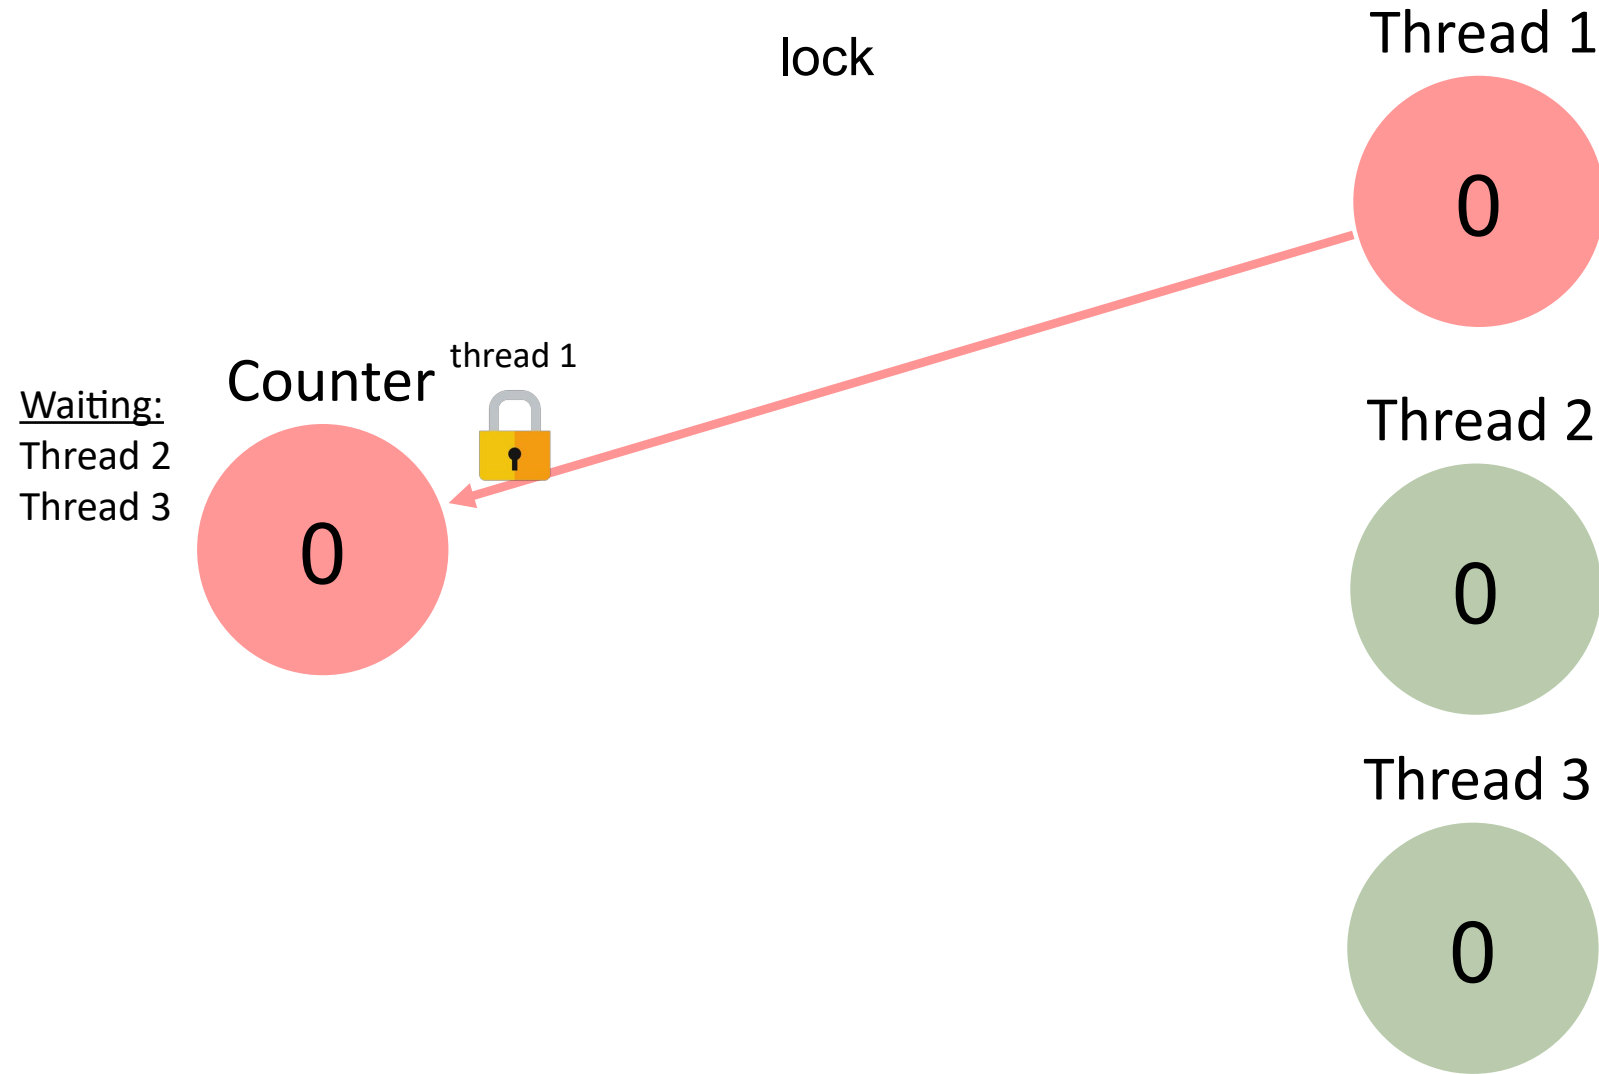 lock
Thread 1
0
thread 1
Counter
Waiting:
Thread 2
Thread 3
0
Thread 2
0
Thread 3
0